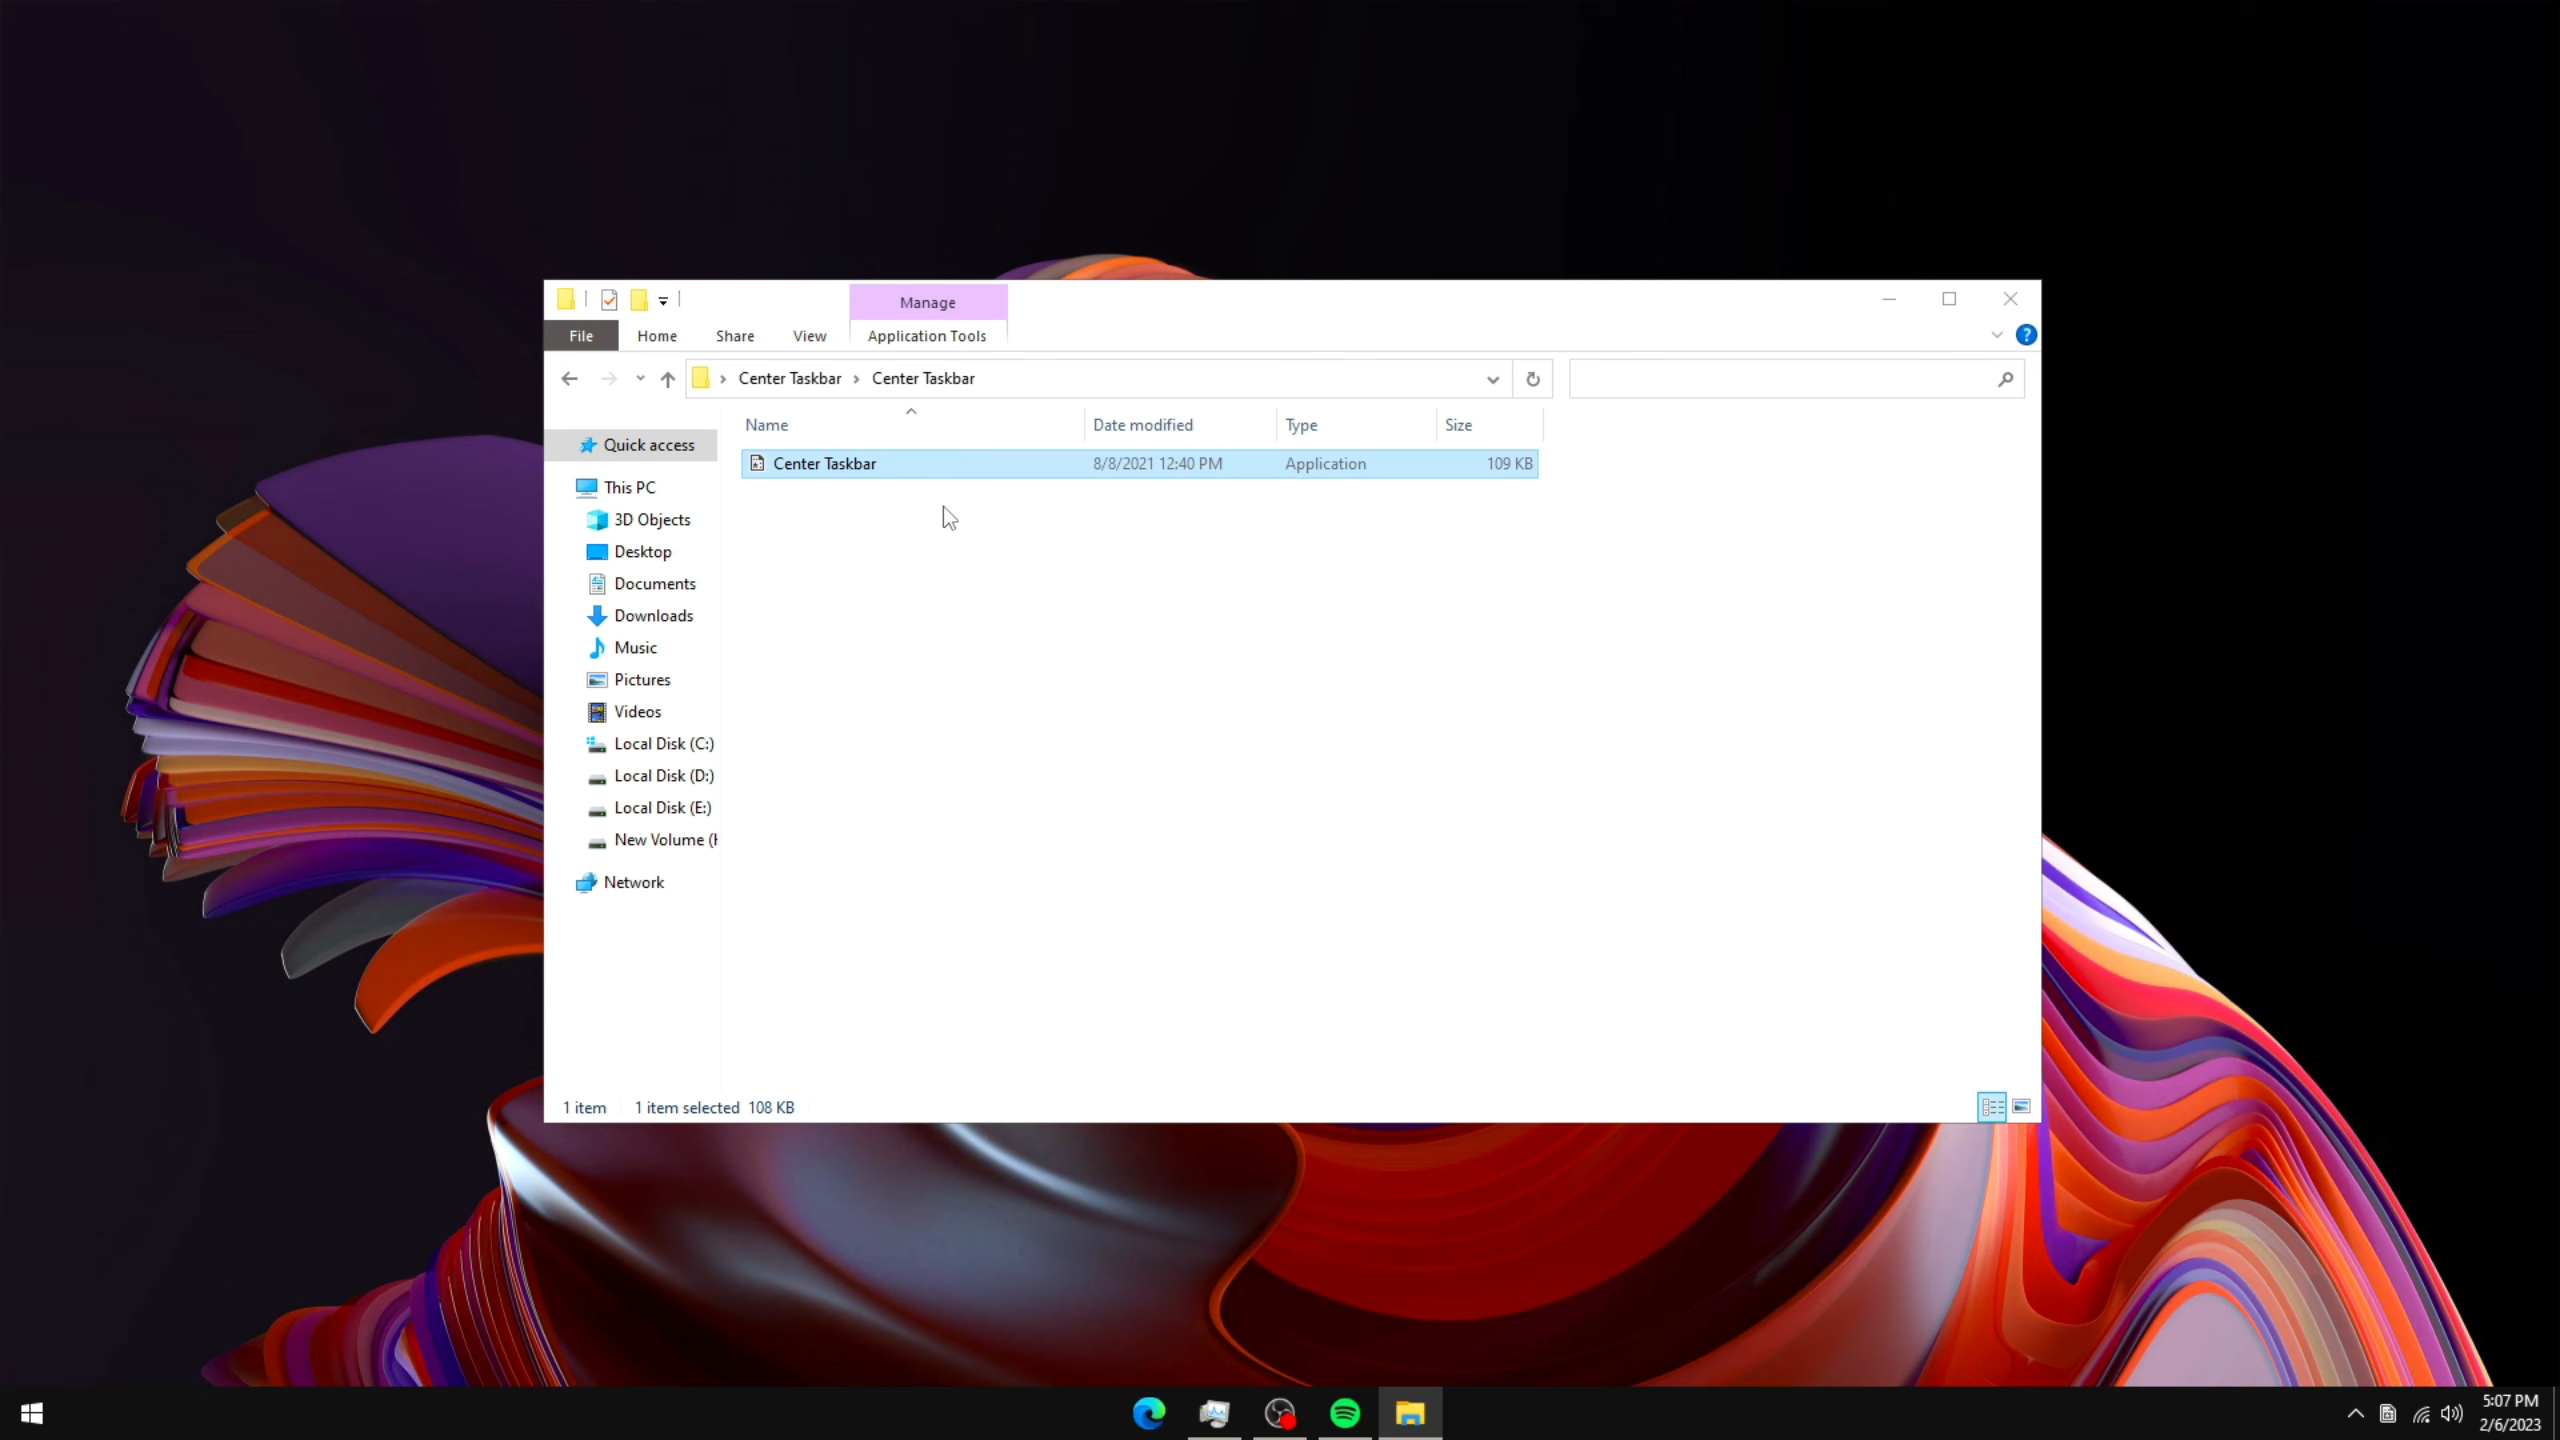 Manage
File Home Share View Application Tools
?
Center Taskbar › Center Taskbar
Name Date modified Type Size
Quick access
Center Taskbar 8/8/2021 12:40 PM Application 109 KB
This PC
3D Objects
Desktop
Documents
Downloads
Music
Pictures
Videos
Local Disk (C:)
Local Disk (D:)
Local Disk (E:)
New Volume (
Network
1 item 1 item selected 108 KB
5:07 PM
2/6/2023